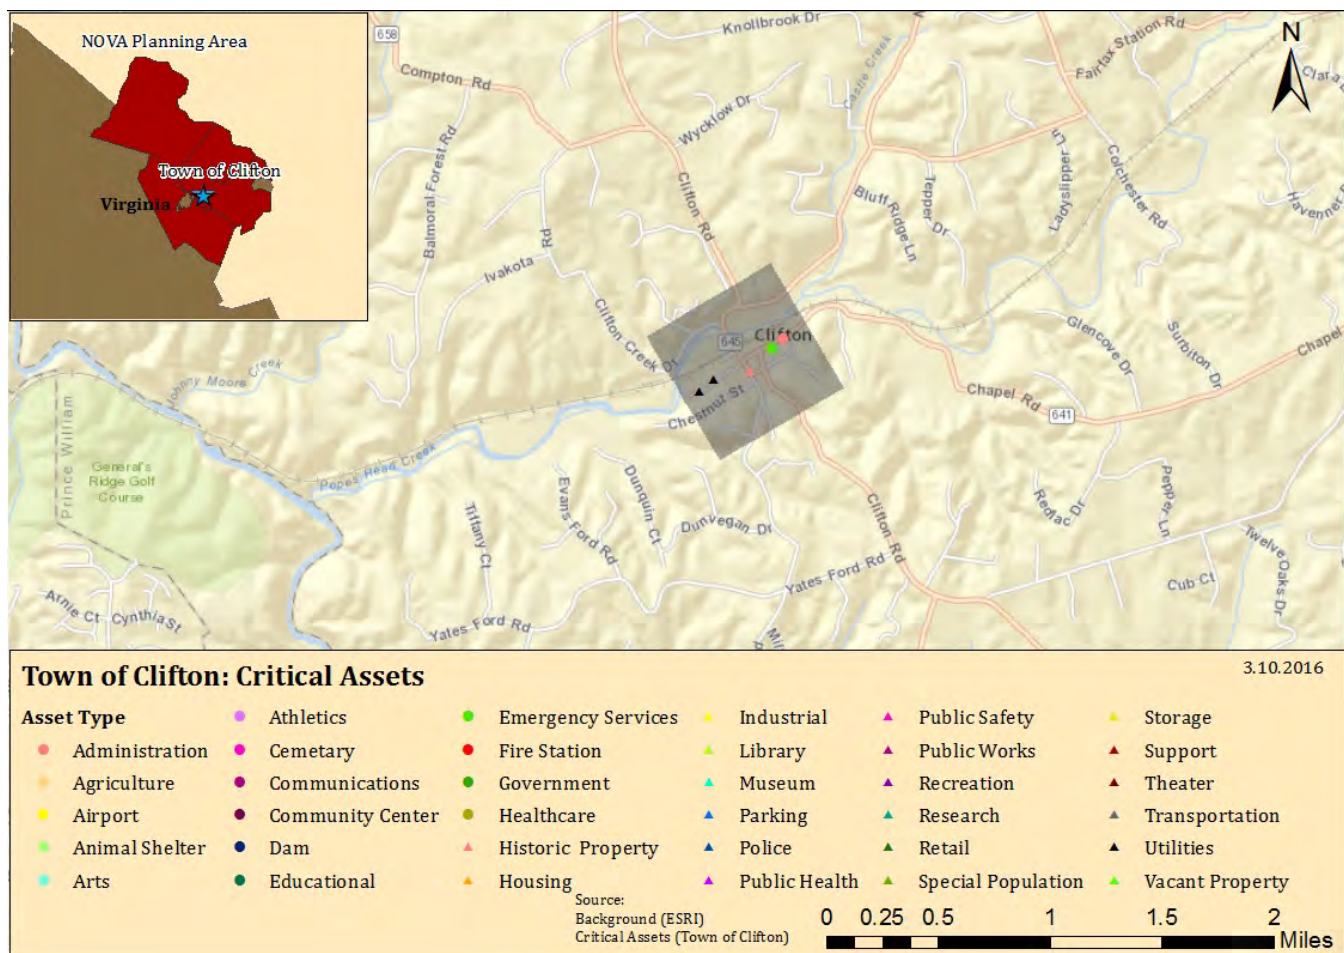 NOVA Planning Area
Town of Clifton
Virginia
658
Compton Rd
Knollbrook Dr
Castle Creek
Fairfax Station Rd
Wycklow Dr
Balmoral Forest Rd
Clifton Rd
Bluff Ridge Ln
Tepper Dr
Ladyslipper Ln
Colchester Rd
N
Ivakota
Rd
Clifton Creek Dr
645
Clifton
Chestnut St
Glencove Dr
Surbiton Dr
Chapel
Chapel Rd
641
Johnny Moore Creek
Prince William
General's
Ridge Golf
Course
Popes Head Creek
Tiffany Ct
Evans Ford Rd
Dunquin Ct
Dunvegan Dr
Clifton Rd
Redlac Dr
Pepper Ln
Twelve Oaks Dr
Cub Ct
Yates Ford Rd
Yates Ford Rd
Arnie Ct
Cynthia St
Town of Clifton: Critical Assets
3.10.2016
Asset Type
Administration
Agriculture
Airport
Animal Shelter
Arts
Athletics
Cemetary
Communications
Community Center
Dam
Educational
Emergency Services
Fire Station
Government
Healthcare
Historic Property
Housing
Industrial
Library
Museum
Parking
Police
Public Health
Public Safety
Public Works
Recreation
Research
Retail
Special Population
Storage
Support
Theater
Transportation
Utilities
Vacant Property
Source:
Background (ESRI)
Critical Assets (Town of Clifton)
0 0.25 0.5 1 1.5 2
Miles